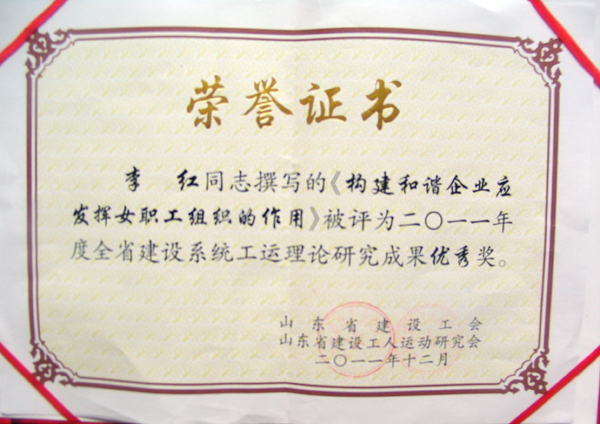 荣誉证书
李 红同志撰写的《构建和谐企业应
发挥女职工组织的作用》被评为二〇一一年
度全省建设系统工运理论研究成果优秀奖。
山东省建设工会
山东省建设工人运动研究会
二〇一一年十二月